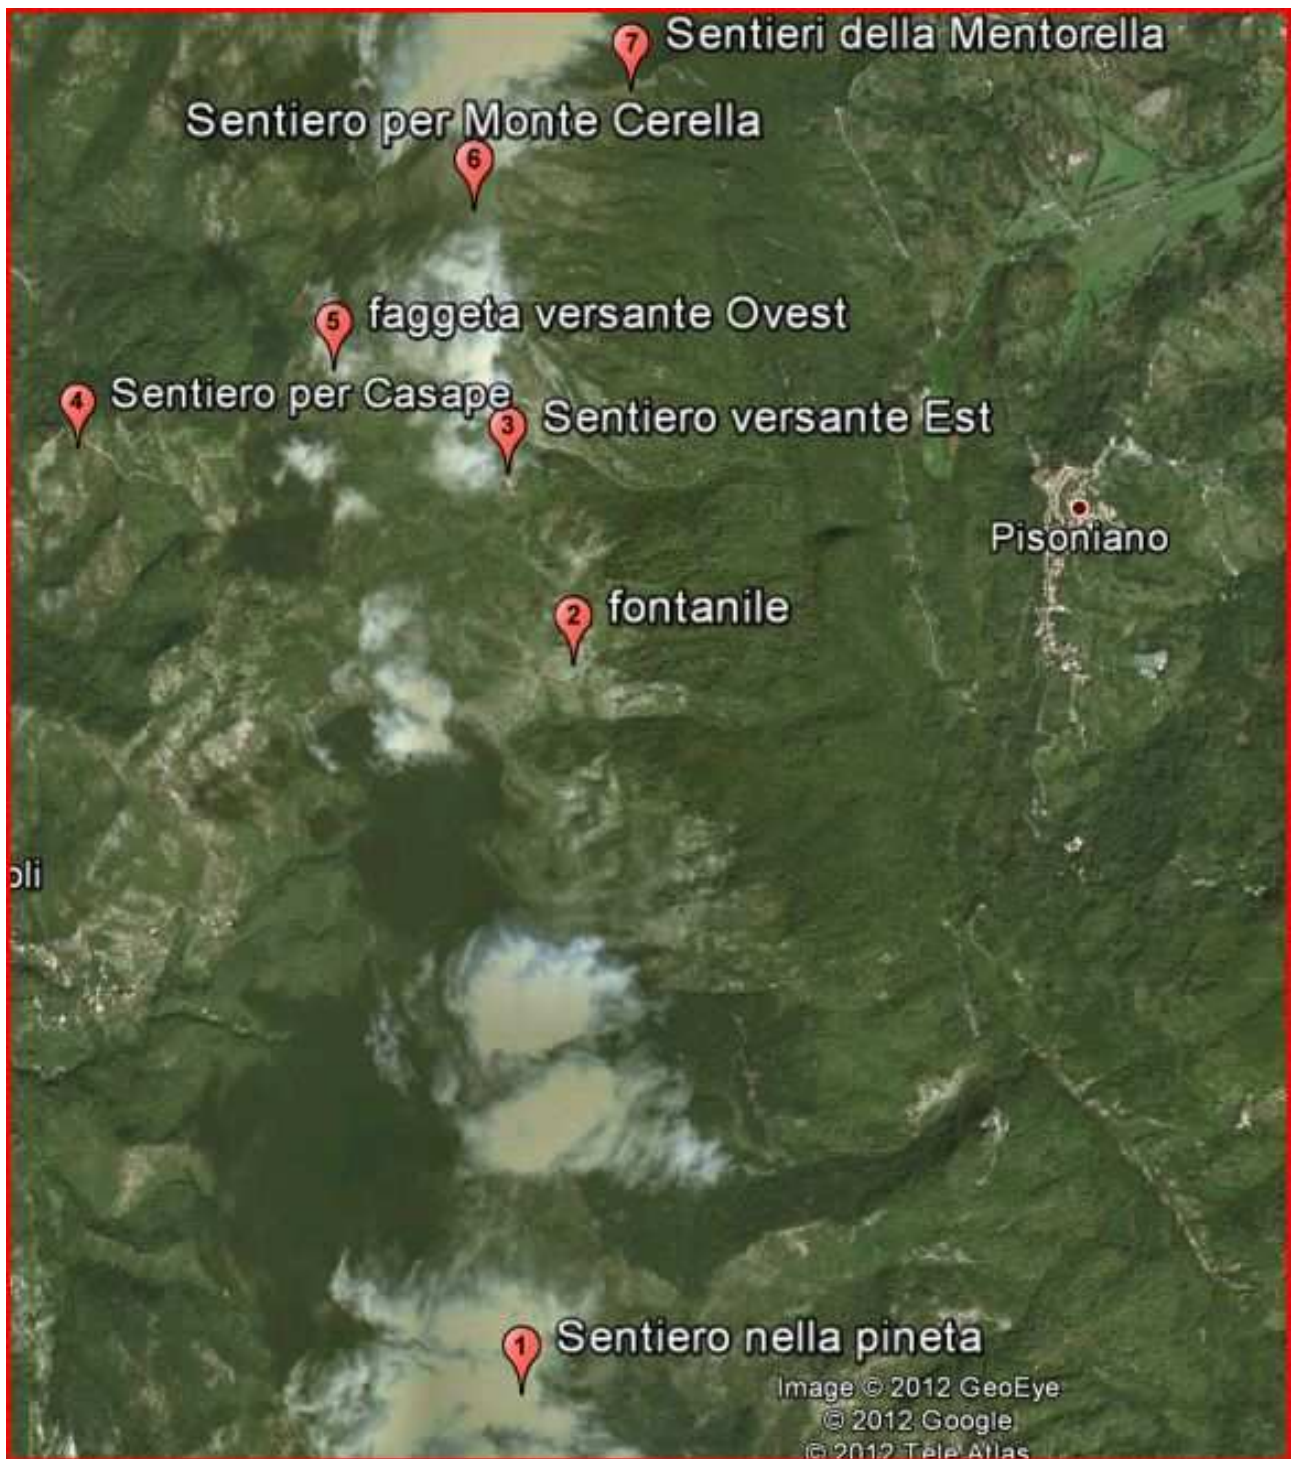 7 Sentieri della Mentorella
Sentiero per Monte Cerella
6
5 faggeta versante Ovest
4 Sentiero per Casape
3 Sentiero versante Est
Pisoniano
2 fontanile
oli
1 Sentiero nella pineta
Image © 2012 GeoEye
© 2012 Google
© 2012 Tele Atlas